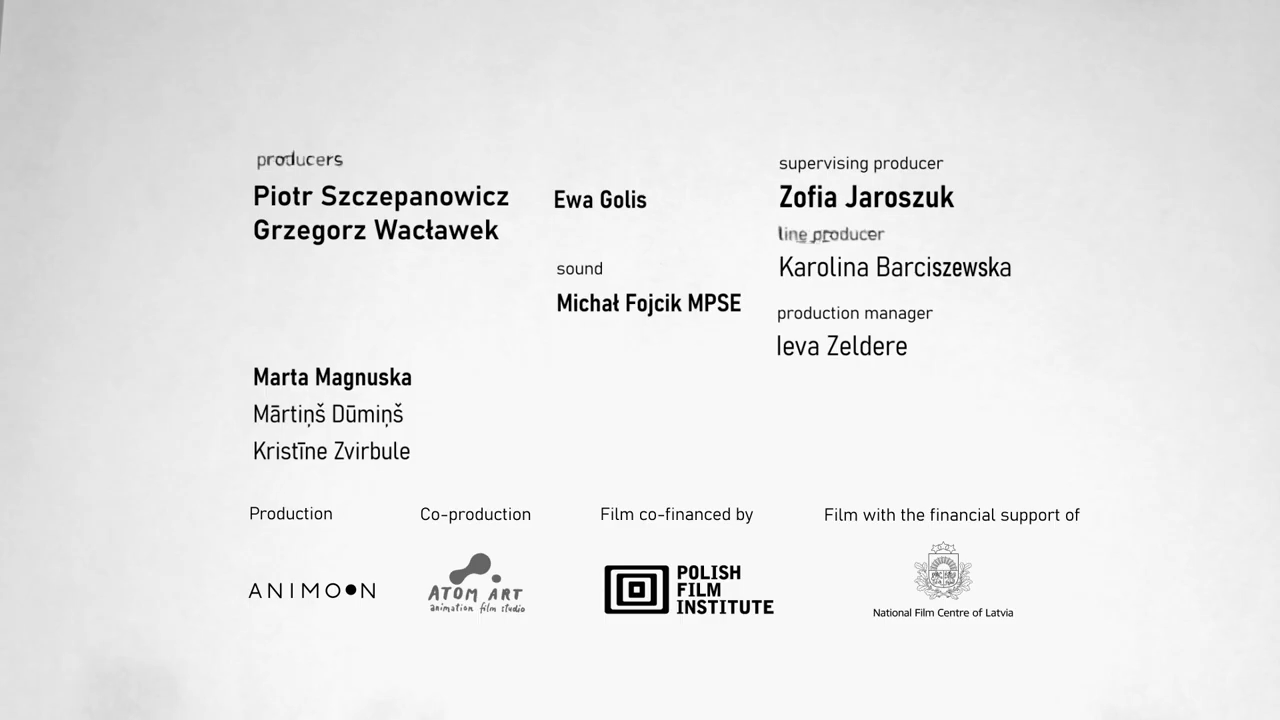 producers
Piotr Szczepanowicz
Grzegorz Wacławek
Ewa Golis
sound
Michał Fojcik MPSE
supervising producer
Zofia Jaroszuk
line producer
Karolina Barciszewska
production manager
Ieva Zeldere
Marta Magnuska
Mārtiņš Dūmiņš
Kristīne Zvirbule
Production
ANIMOON
Co-production
ATOM ART
animation film studio
Film co-financed by
POLISH
FILM
INSTITUTE
Film with the financial support of
National Film Centre of Latvia